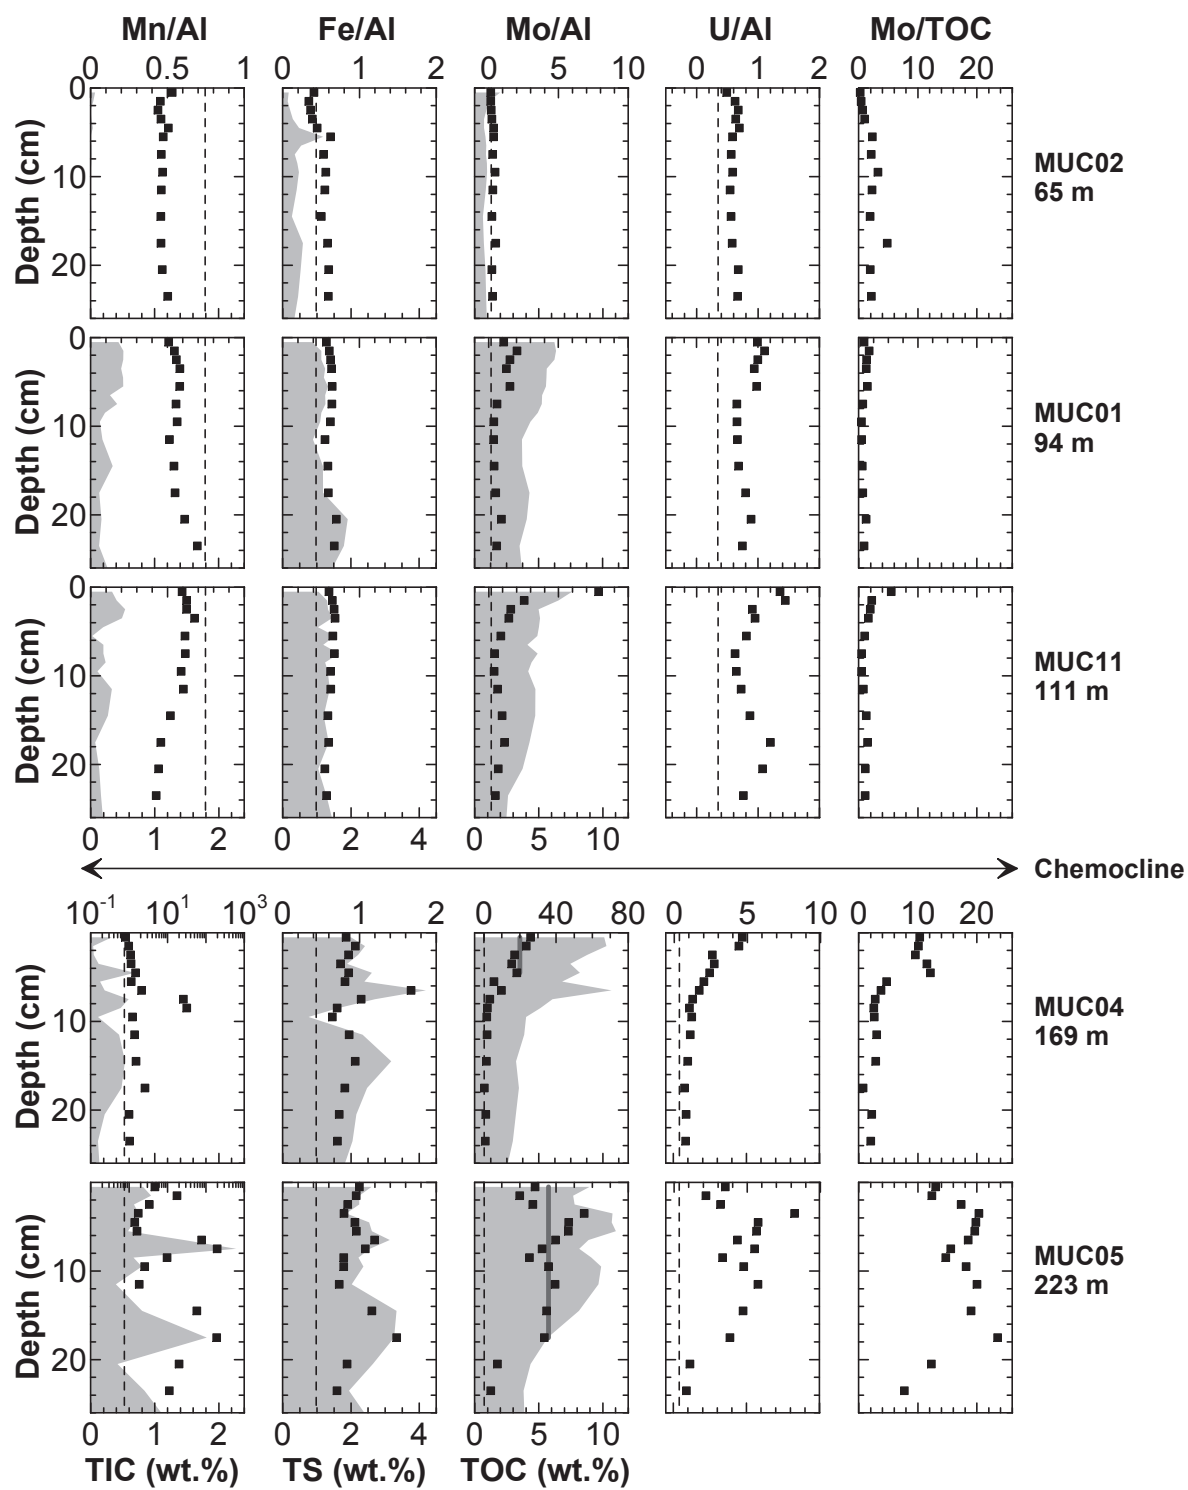 Mn/Al Fe/Al Mo/Al U/Al Mo/TOC
0 0.5 1 0 1 2 0 5 10 0 1 2 0 10 20
0
10
20
Depth (cm)
MUC02
65 m
0
10
20
Depth (cm)
MUC01
94 m
0
10
20
Depth (cm)
MUC11
111 m
0 1 2 0 2 4 0 5 10
Chemocline
10-1 101 103 0 1 2 0 40 80 0 5 10 0 10 20
10
20
Depth (cm)
MUC04
169 m
10
20
Depth (cm)
MUC05
223 m
0 1 2 0 2 4 0 5 10
TIC (wt.%) TS (wt.%) TOC (wt.%)